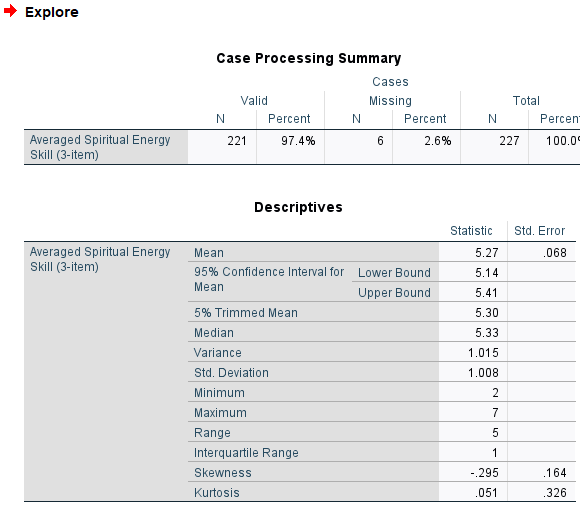 Explore
Case Processing Summary
Cases
Valid Missing Total
N Percent N Percent N Percent
Averaged Spiritual Energy Skill (3-item) 221 97.4% 6 2.6% 227 100.0%
Descriptives
Statistic Std. Error
Averaged Spiritual Energy Skill (3-item) Mean 5.27 .068
95% Confidence Interval for Mean Lower Bound 5.14
Upper Bound 5.41
5% Trimmed Mean 5.30
Median 5.33
Variance 1.015
Std. Deviation 1.008
Minimum 2
Maximum 7
Range 5
Interquartile Range 1
Skewness -.295 .164
Kurtosis .051 .326